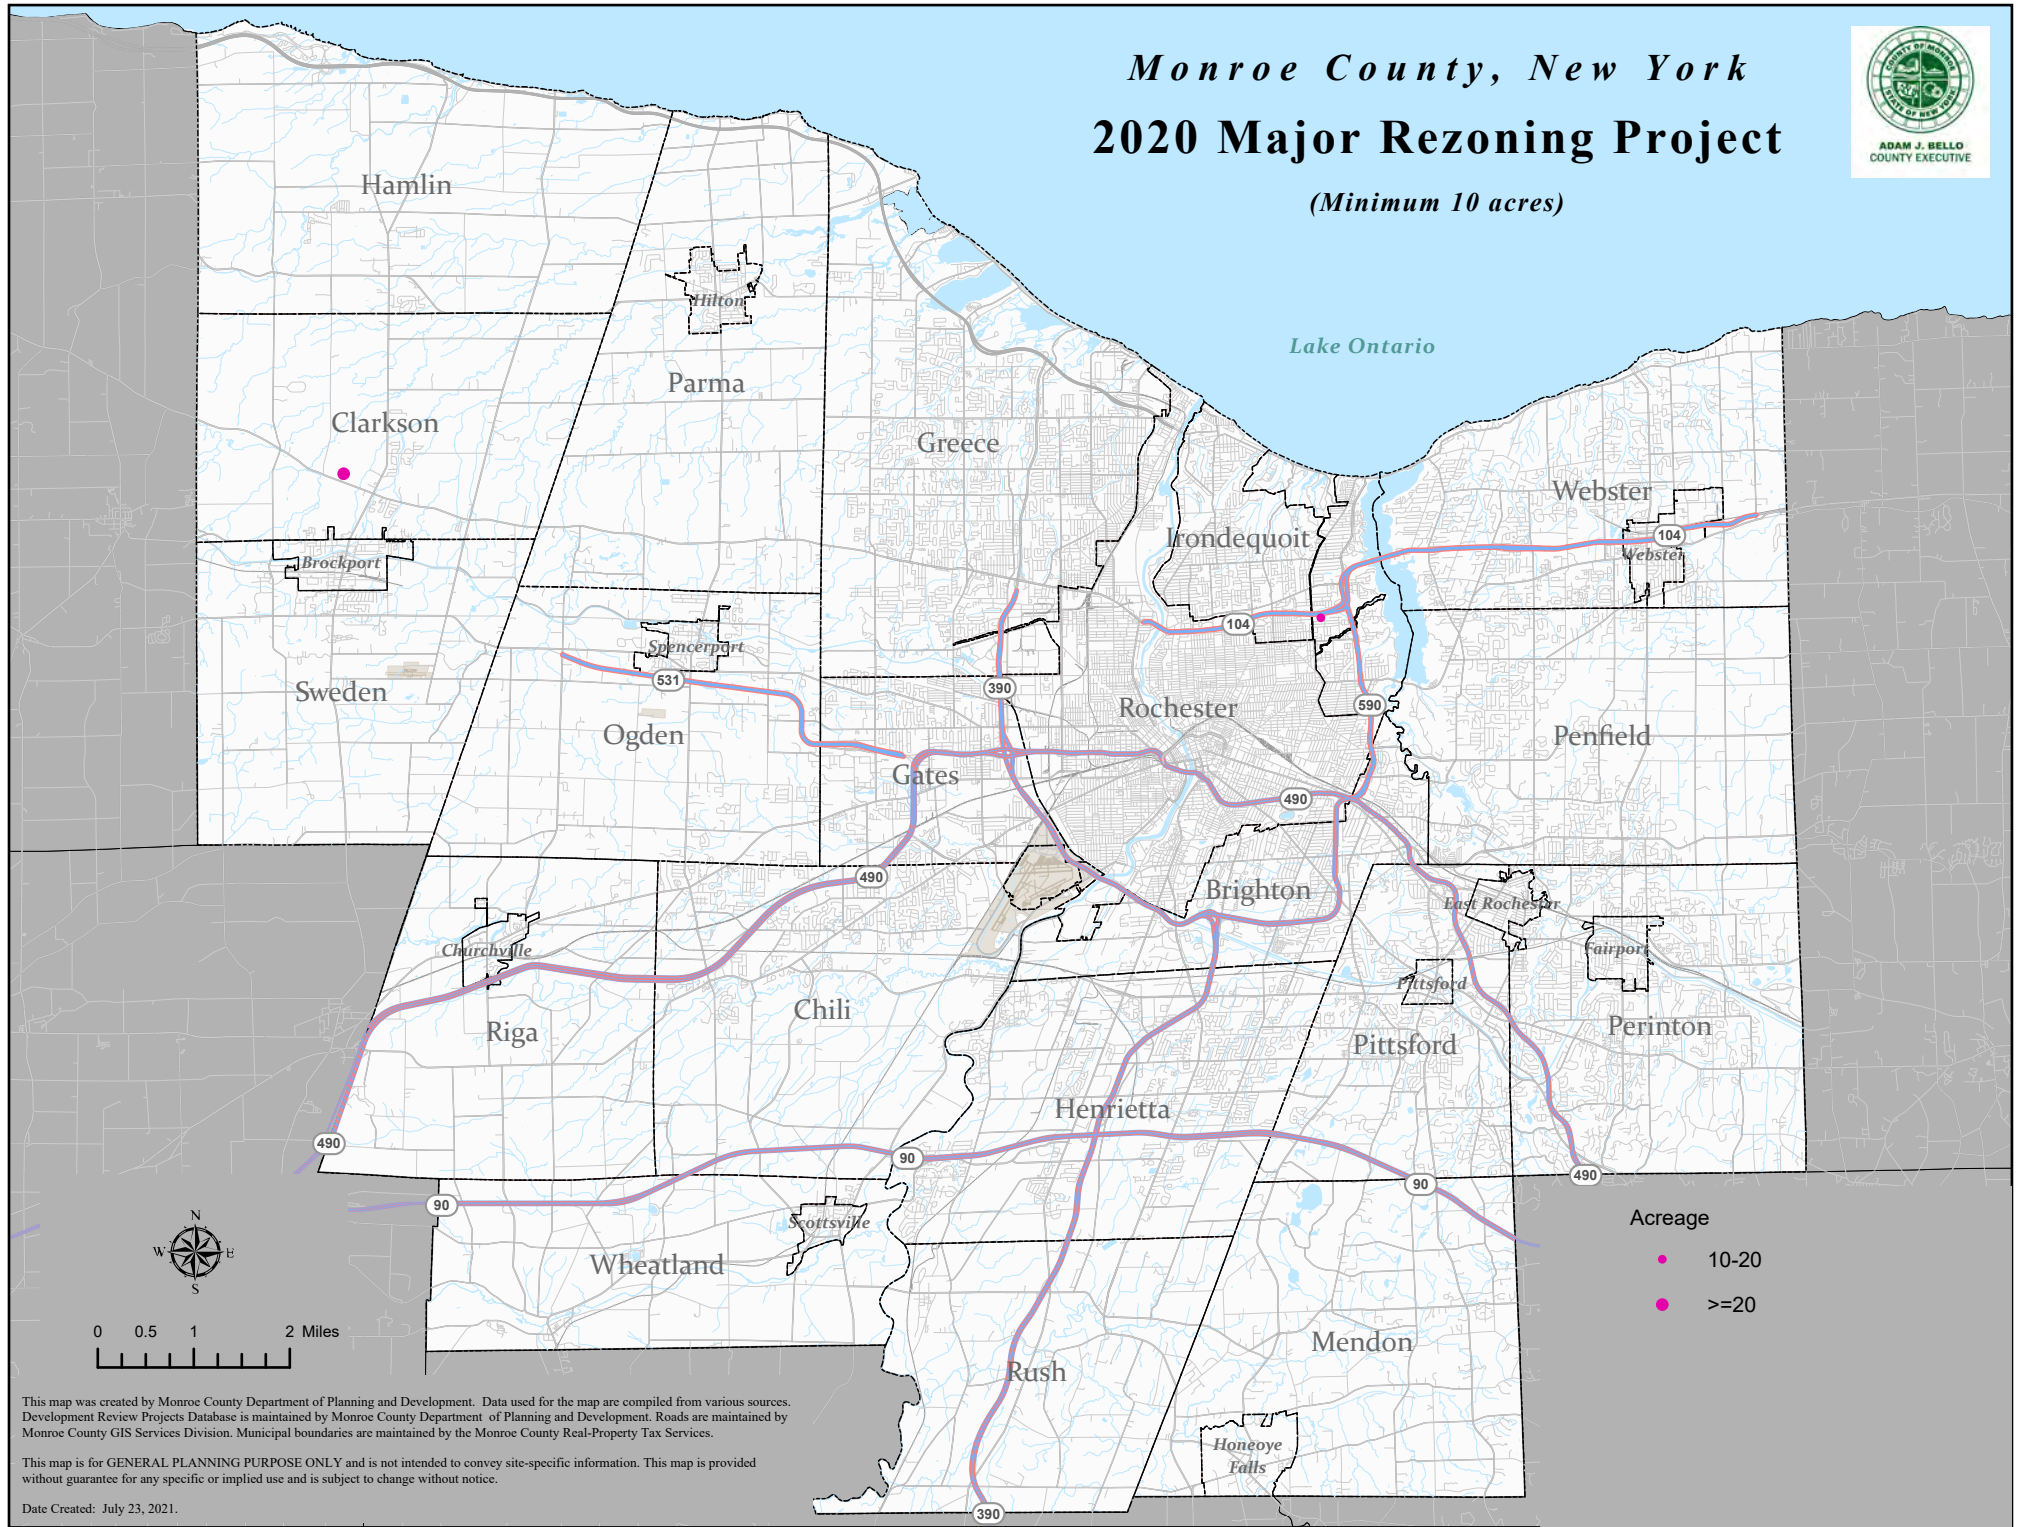 Monroe County, New York
2020 Major Rezoning Project
(Minimum 10 acres)
COUNTY OF MONROE
STATE OF NEW YORK
ADAM J. BELLO
COUNTY EXECUTIVE
Lake Ontario
Hamlin
Hilton
Parma
Clarkson
Greece
Webster
Irondequoit
104
Webster
Brockport
Spencerport
104
531
390
590
Sweden
Ogden
Rochester
Penfield
Gates
490
490
Brighton
East Rochester
Churchville
Fairport
Pittsford
Chili
Riga
Pittsford
Perinton
Henrietta
490
90
90
490
90
Scottsville
Wheatland
Rush
Mendon
Honeoye
Falls
390
Acreage
10-20
>=20
N
W E
S
0 0.5 1 2 Miles
This map was created by Monroe County Department of Planning and Development. Data used for the map are compiled from various sources.
Development Review Projects Database is maintained by Monroe County Department of Planning and Development. Roads are maintained by
Monroe County GIS Services Division. Municipal boundaries are maintained by the Monroe County Real-Property Tax Services.
This map is for GENERAL PLANNING PURPOSE ONLY and is not intended to convey site-specific information. This map is provided
without guarantee for any specific or implied use and is subject to change without notice.
Date Created: July 23, 2021.